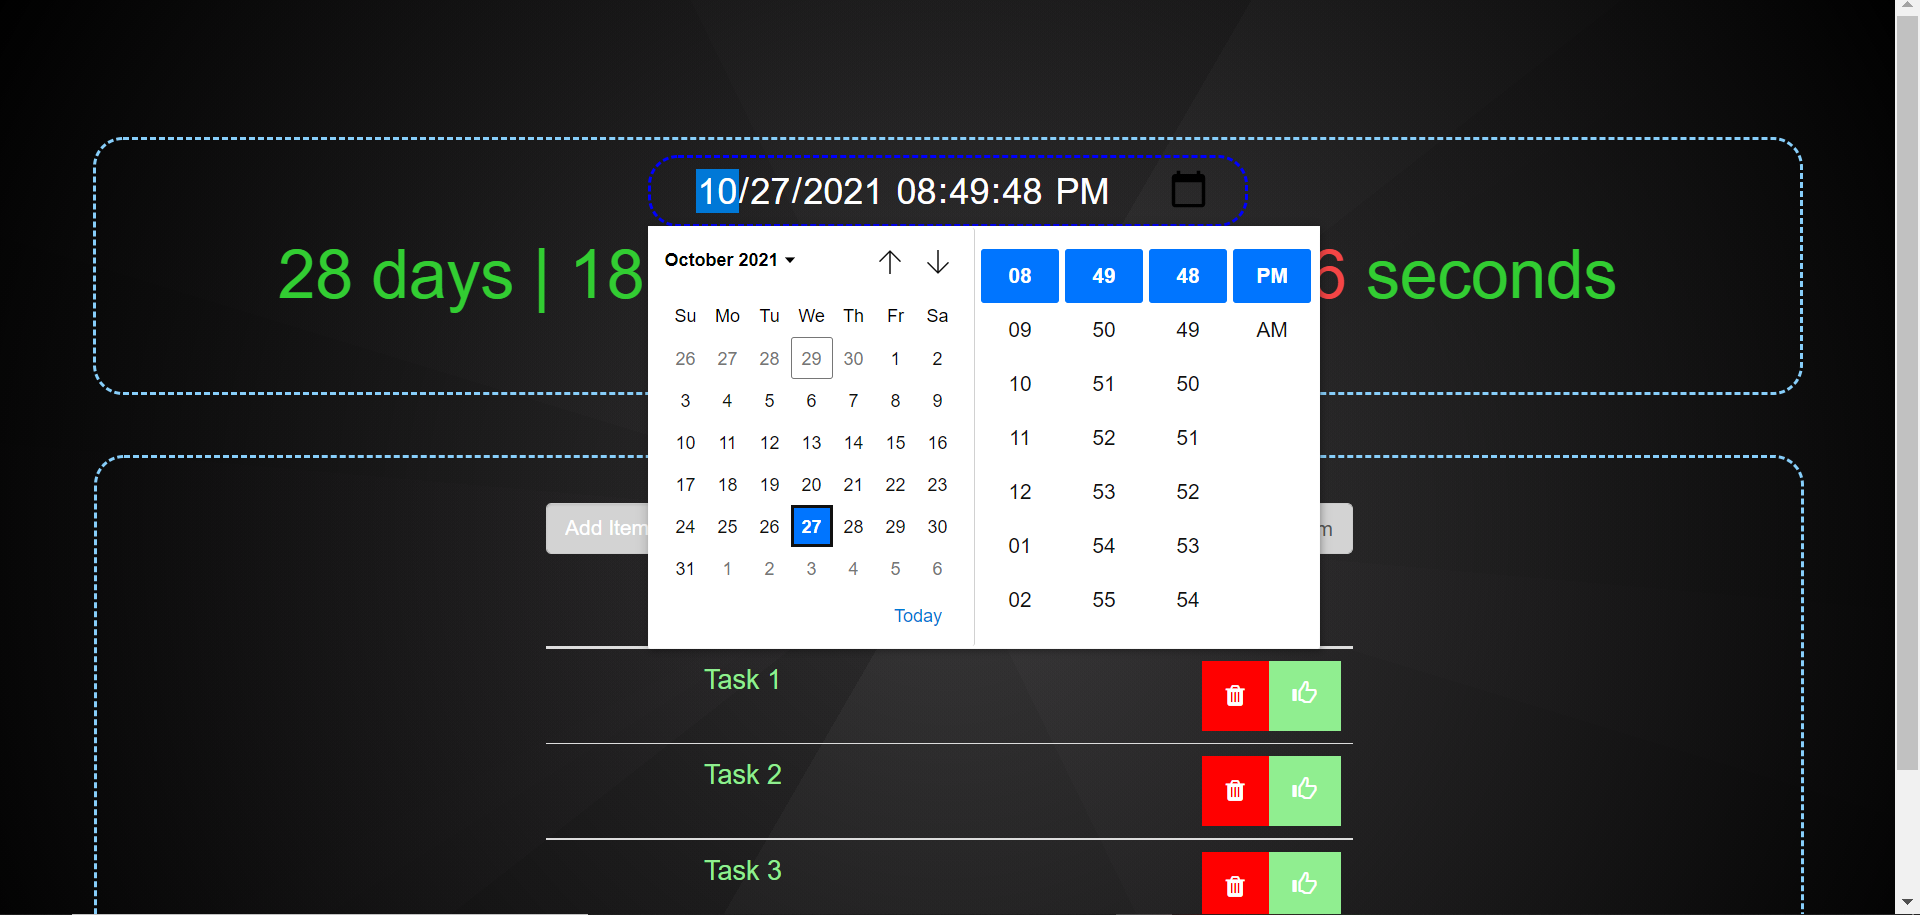 10/27/2021 08:49:48 PM
28 days | 18
6 seconds
October 2021
Su Mo Tu We Th Fr Sa
26 27 28 29 30 1 2
3 4 5 6 7 8 9
10 11 12 13 14 15 16
17 18 19 20 21 22 23
24 25 26 27 28 29 30
31 1 2 3 4 5 6
Today
08 49 48 PM
09 50 49 AM
10 51 50
11 52 51
12 53 52
01 54 53
02 55 54
Add Item
Task 1
Task 2
Task 3